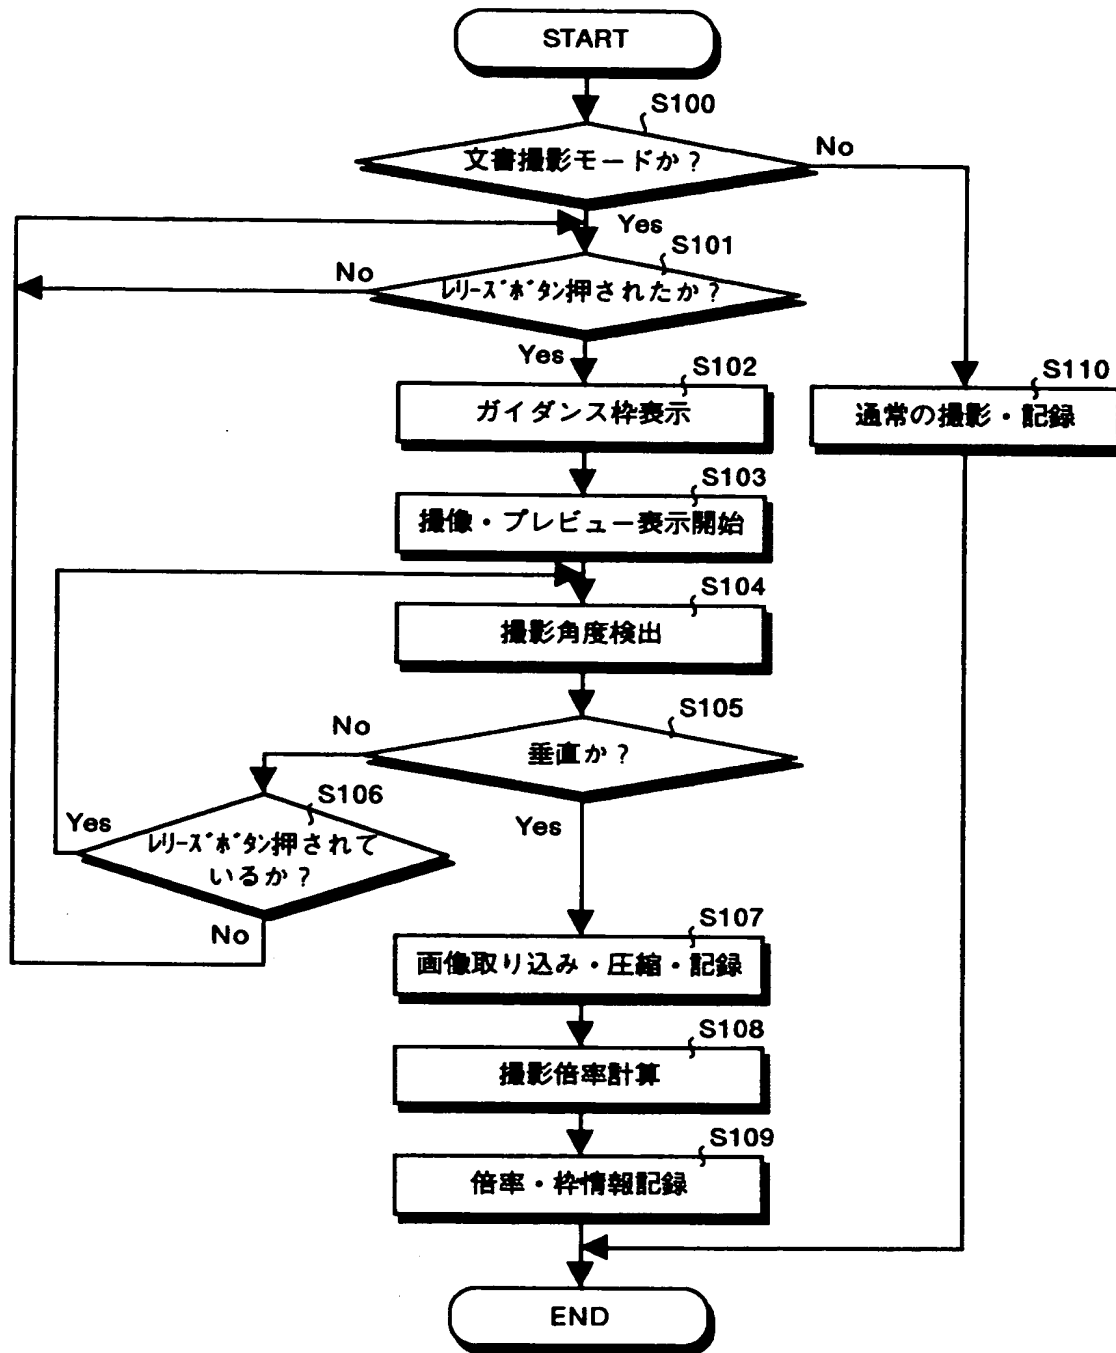 START
S100
文書撮影モードか？
No
Yes
S101
No
ﾚﾘｰｽﾞﾎﾞﾀﾝ押されたか？
Yes
S102
ガイダンス枠表示
S110
通常の撮影・記録
S103
撮像・プレビュー表示開始
S104
撮影角度検出
S105
No
垂直か？
S106
Yes
ﾚﾘｰｽﾞﾎﾞﾀﾝ押されて
いるか？
Yes
No
S107
画像取り込み・圧縮・記録
S108
撮影倍率計算
S109
倍率・枠情報記録
END